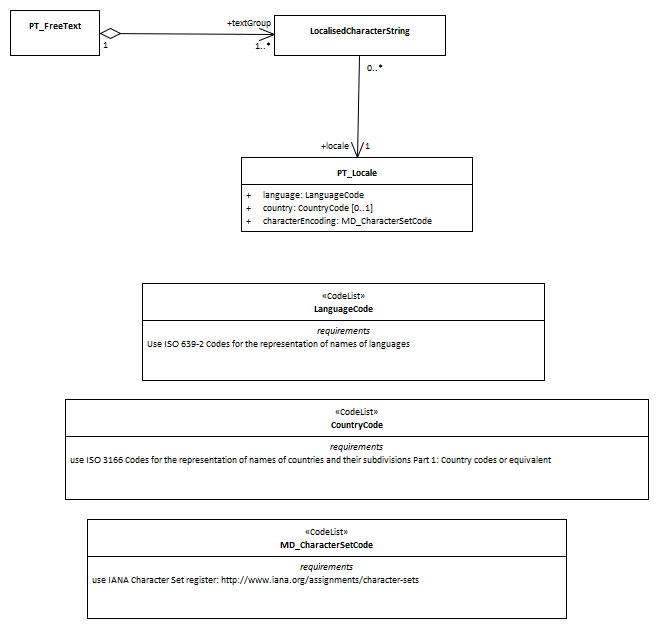 PT_FreeText
1
+textGroup
1..*
LocalisedCharacterString
0..*
+locale
1
PT_Locale
+ language: LanguageCode
+ country: CountryCode [0..1]
+ characterEncoding: MD_CharacterSetCode
«CodeList»
LanguageCode
requirements
Use ISO 639-2 Codes for the representation of names of languages
«CodeList»
CountryCode
requirements
use ISO 3166 Codes for the representation of names of countries and their subdivisions Part 1: Country codes or equivalent
«CodeList»
MD_CharacterSetCode
requirements
use IANA Character Set register: http://www.iana.org/assignments/character-sets